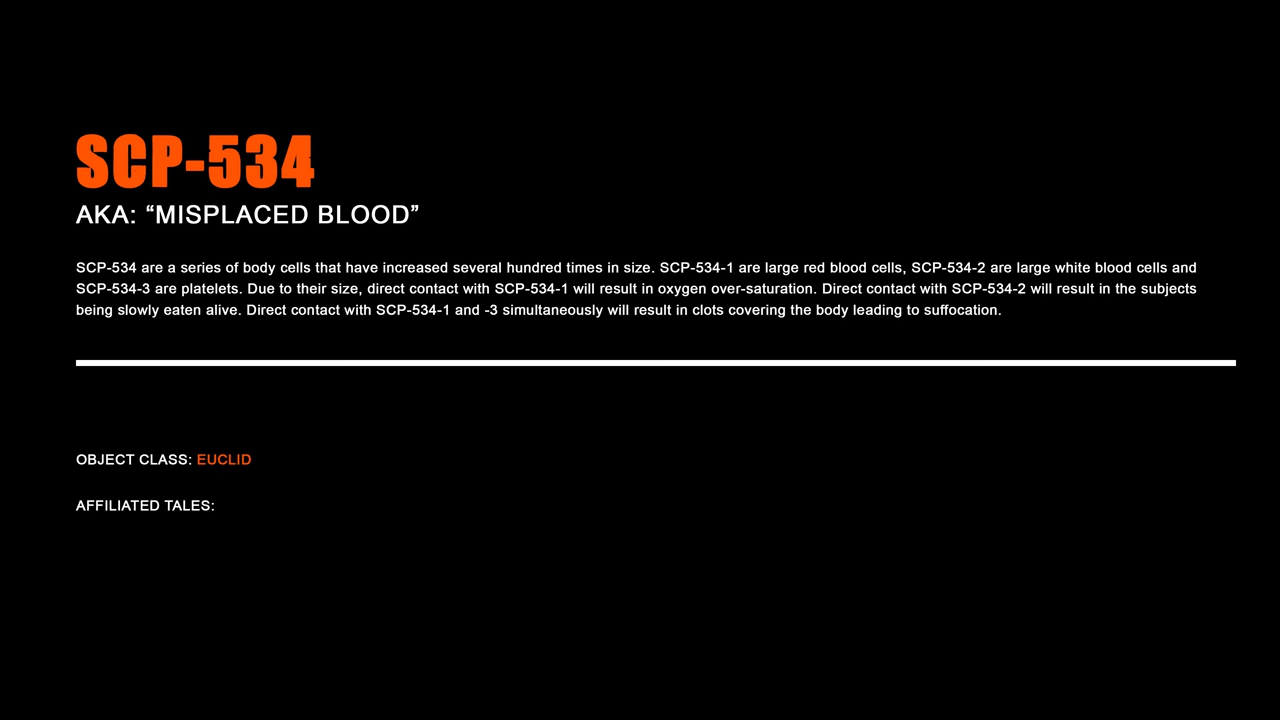 SCP-534
AKA: “MISPLACED BLOOD”
SCP-534 are a series of body cells that have increased several hundred times in size. SCP-534-1 are large red blood cells, SCP-534-2 are large white blood cells and
SCP-534-3 are platelets. Due to their size, direct contact with SCP-534-1 will result in oxygen over-saturation. Direct contact with SCP-534-2 will result in the subjects
being slowly eaten alive. Direct contact with SCP-534-1 and -3 simultaneously will result in clots covering the body leading to suffocation.
OBJECT CLASS: EUCLID
AFFILIATED TALES: